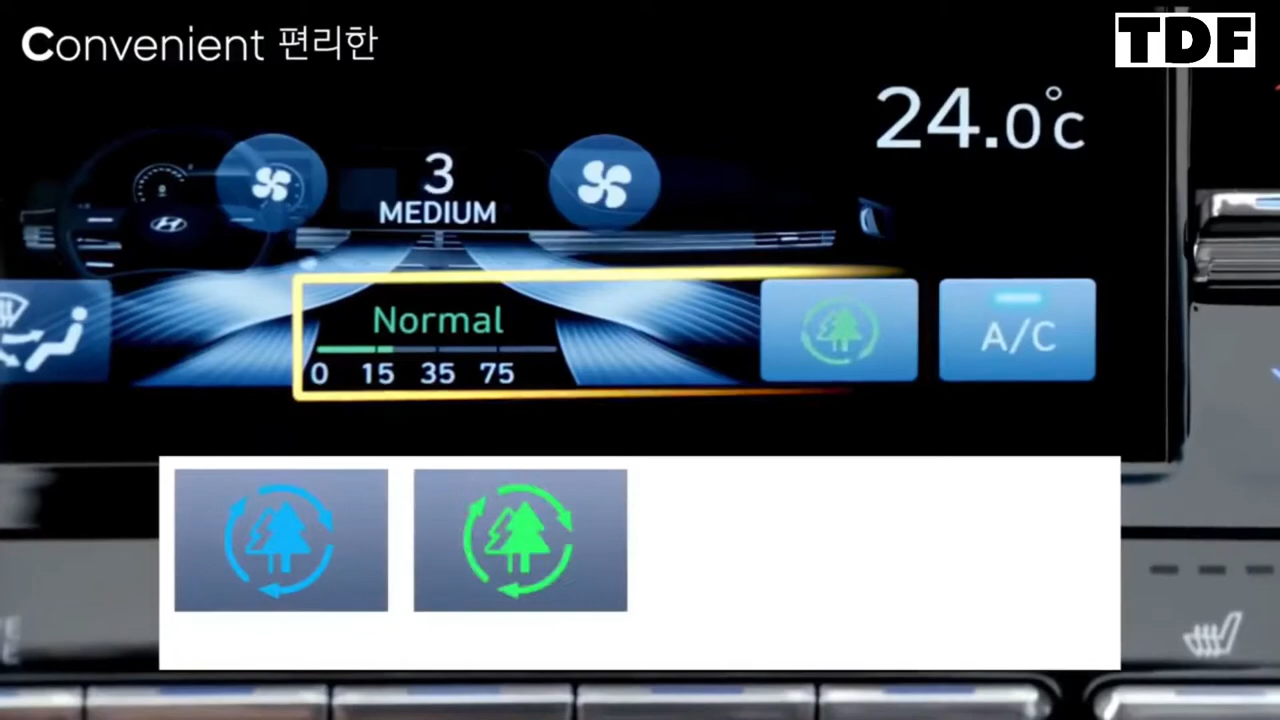 Convenient 편리한
TDF
24.0°C
3
MEDIUM
Normal
0 15 35 75
A/C